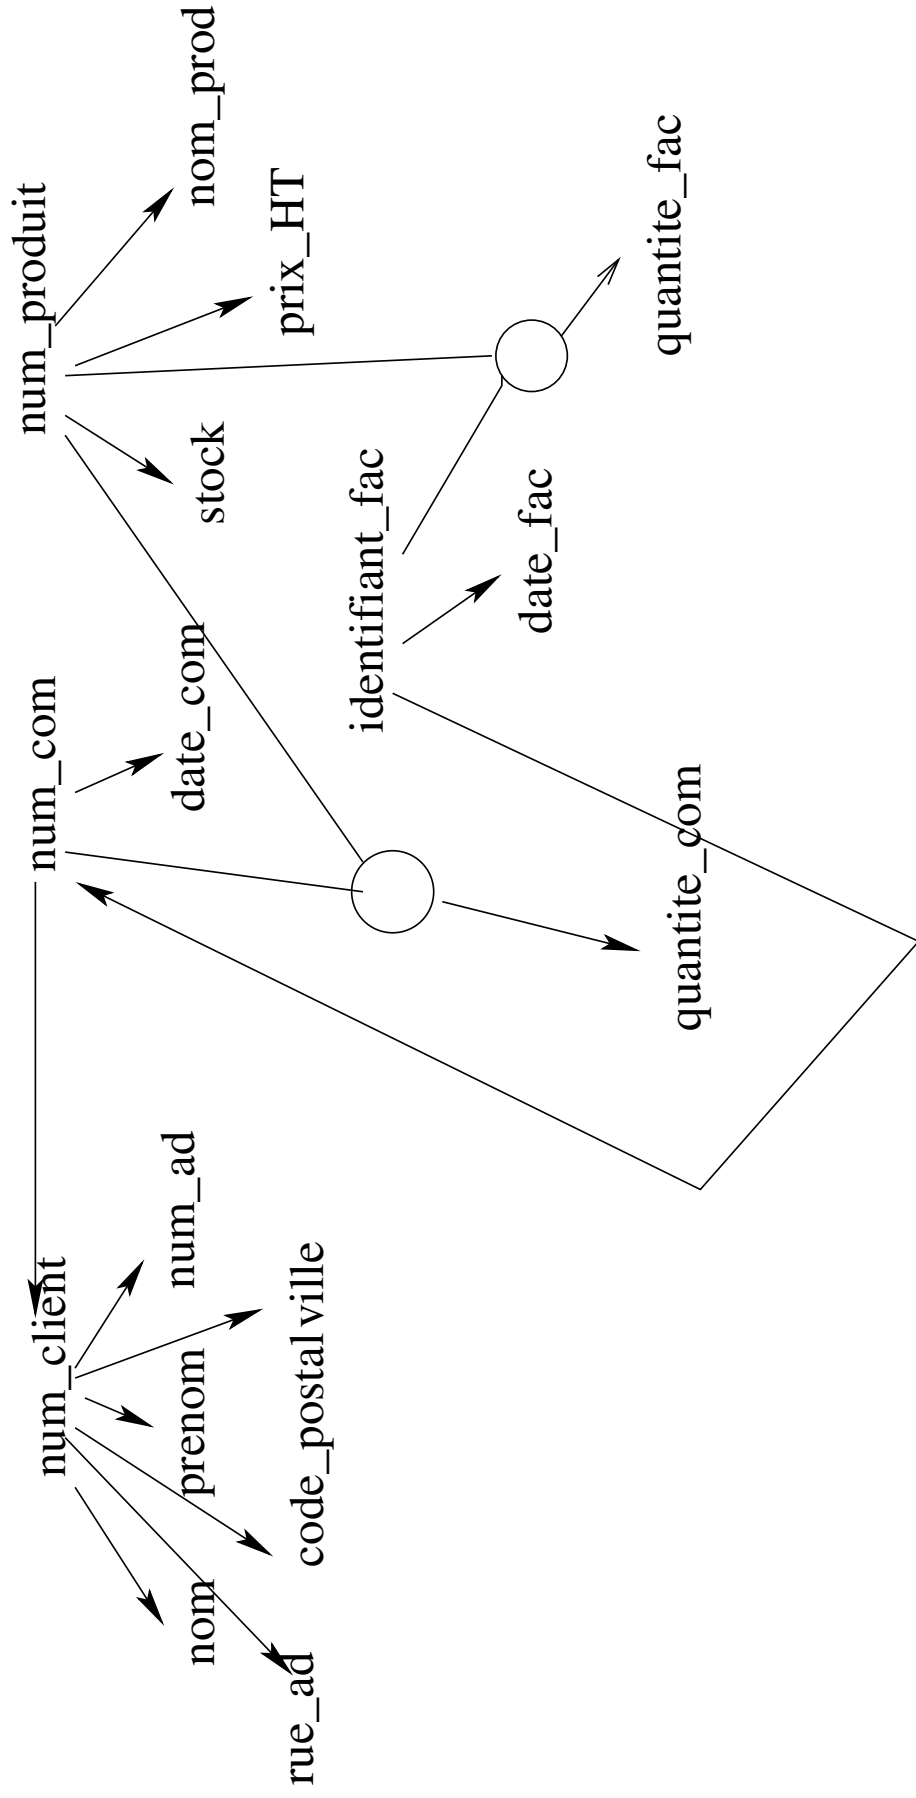 num_client
num_com
num_produit
nom
prenom
num_ad
date_com
stock
nom_prod
rue_ad
code_postal
ville
prix_HT
identifiant_fac
date_fac
quantite_com
quantite_fac